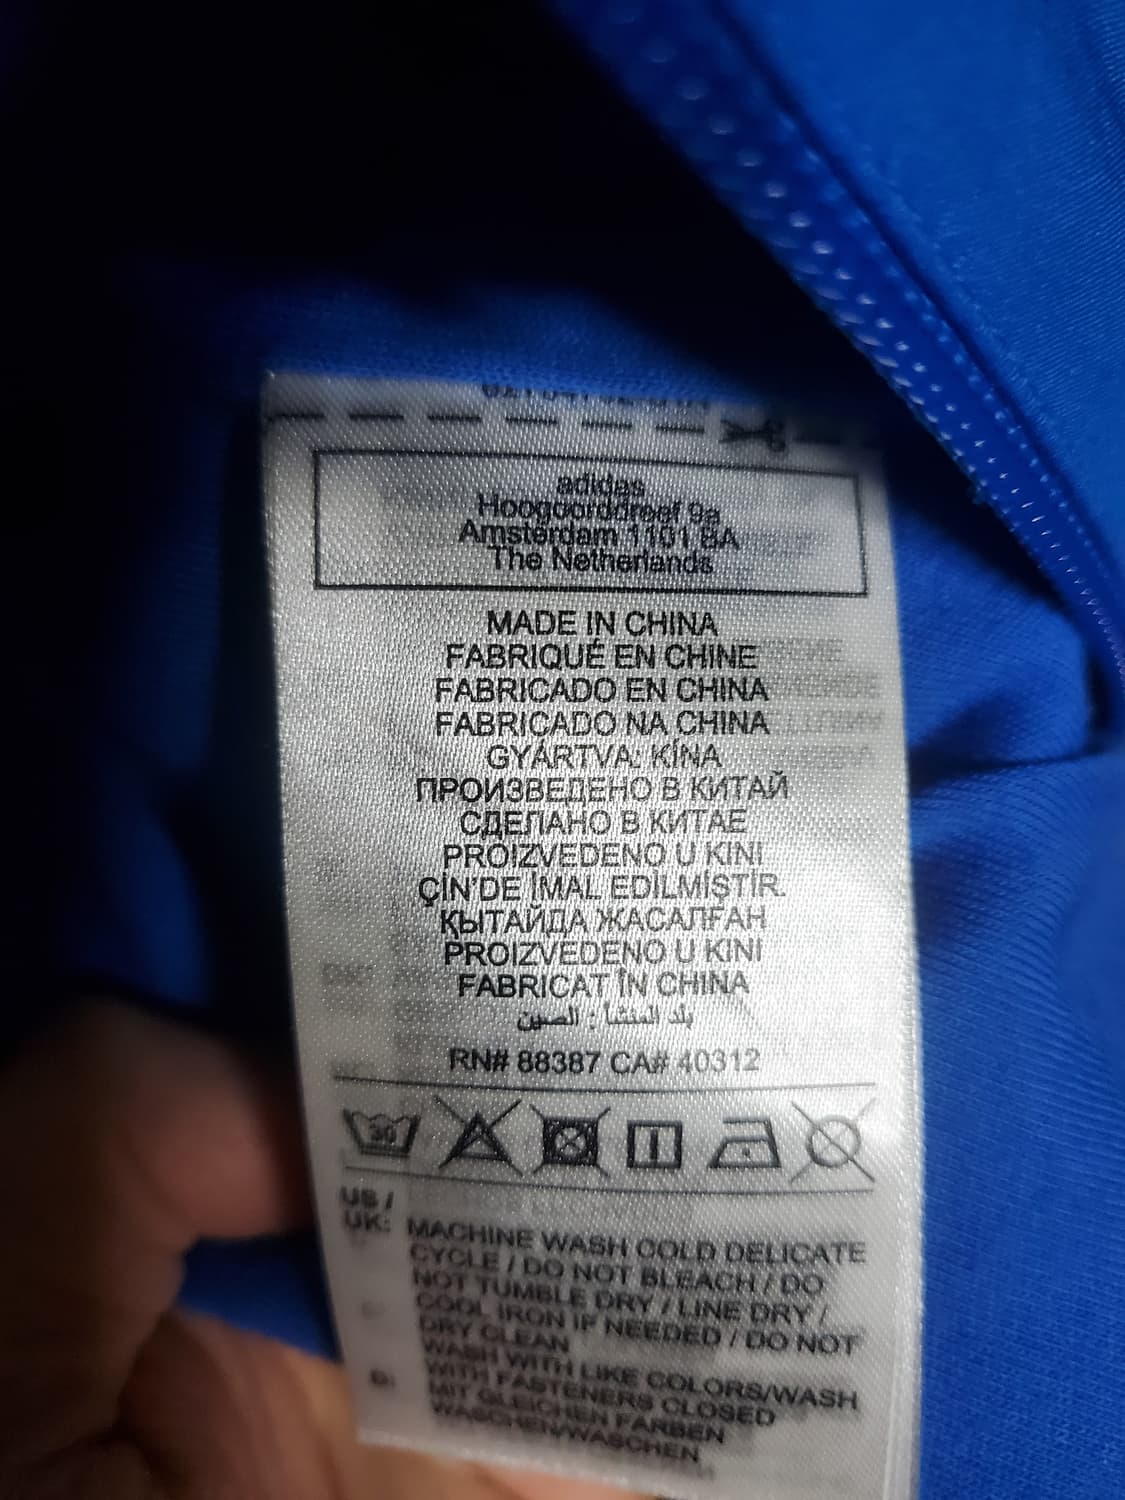 adidas
Hoogoorddreef 9a
Amsterdam 1101 BA
The Netherlands
MADE IN CHINA
FABRIQUÉ EN CHINE
FABRICADO EN CHINA
FABRICADO NA CHINA
GYÁRTVA: KÍNA
ПРОИЗВЕДЕНО В КИТАЙ
СДЕЛАНО В КИТАЕ
PROIZVEDENO U KINI
ÇİN'DE İMAL EDİLMİŞTİR.
ҚЫТАЙДА ЖАСАЛҒАН
PROIZVEDENO U KINI
FABRICAT ÎN CHINA
بلد المنشأ : الصين
RN# 88387 CA# 40312
30
US /
UK: MACHINE WASH COLD DELICATE
CYCLE / DO NOT BLEACH / DO
NOT TUMBLE DRY / LINE DRY /
COOL IRON IF NEEDED / DO NOT
DRY CLEAN
WASH WITH LIKE COLORS/WASH
WITH FASTENERS CLOSED
MIT GLEICHEN FARBEN
WASCHEN/WASCHEN